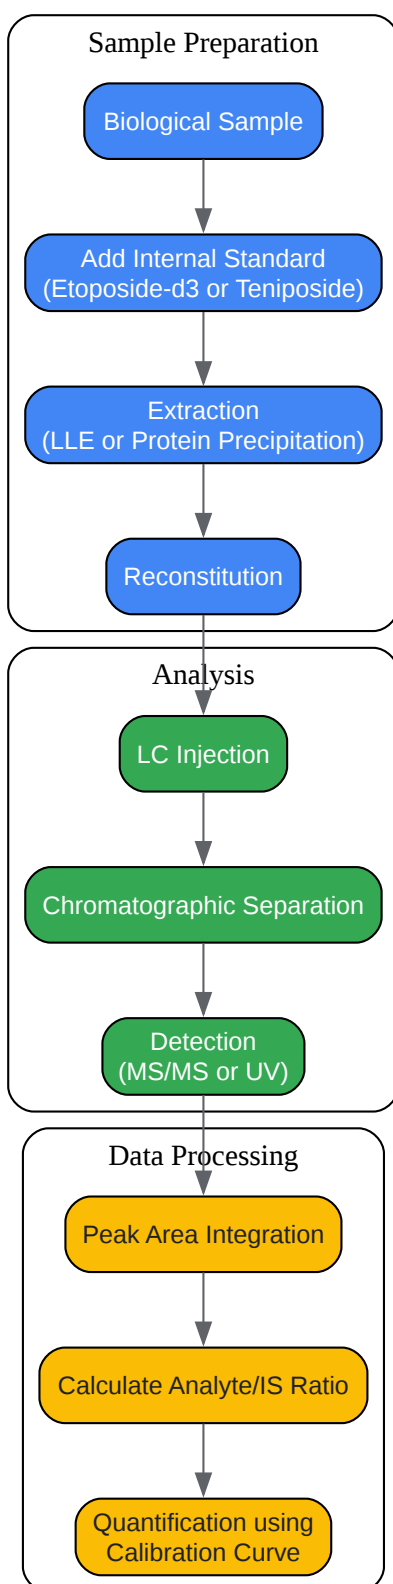 Sample Preparation
Biological Sample
Add Internal Standard
(Etoposide-d3 or Teniposide)
Extraction
(LLE or Protein Precipitation)
Reconstitution
Analysis
LC Injection
Chromatographic Separation
Detection
(MS/MS or UV)
Data Processing
Peak Area Integration
Calculate Analyte/IS Ratio
Quantification using
Calibration Curve